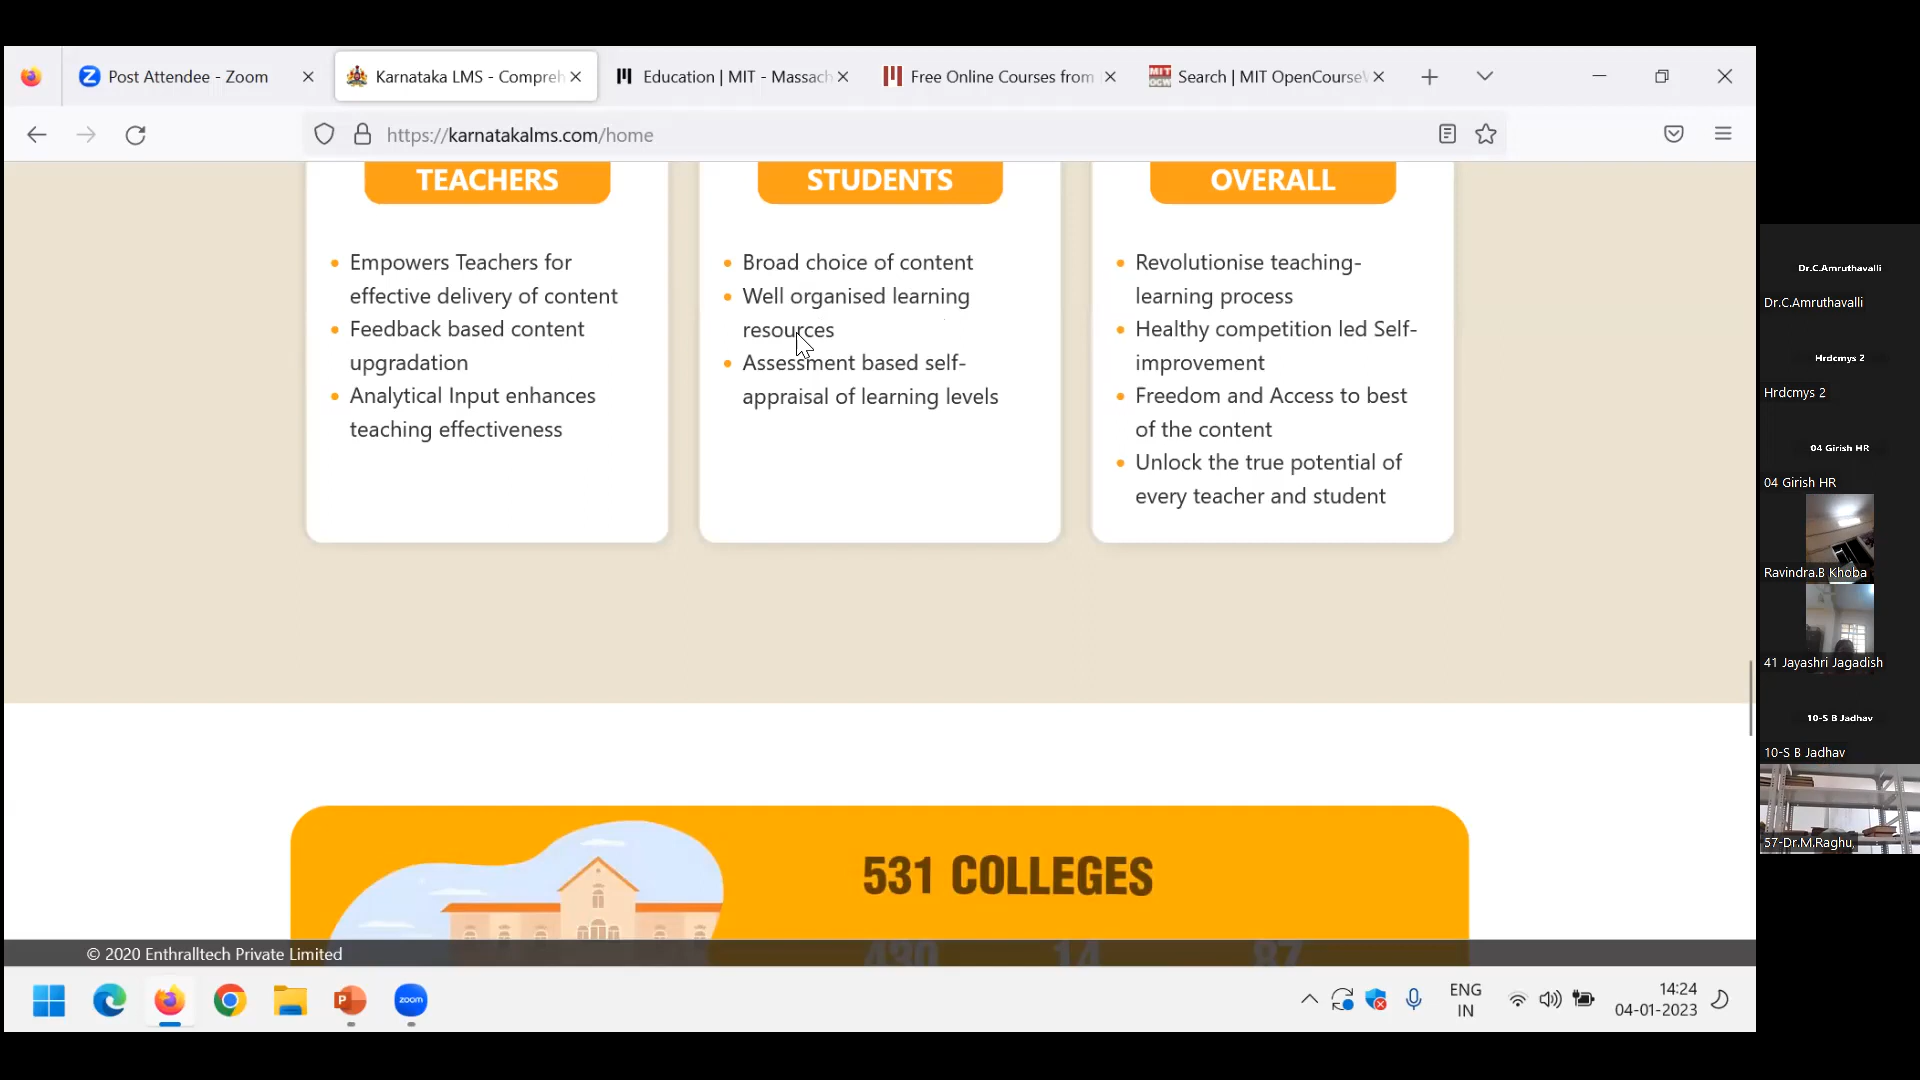 Post Attendee - Zoom
Karnataka LMS - Compreh
Education | MIT - Massach
Free Online Courses from
Search | MIT OpenCourseW
https://karnatakalms.com/home
TEACHERS
Empowers Teachers for
effective delivery of content
Feedback based content
upgradation
Analytical Input enhances
teaching effectiveness
STUDENTS
Broad choice of content
Well organised learning
resources
Assessment based self-
appraisal of learning levels
OVERALL
Revolutionise teaching-
learning process
Healthy competition led Self-
improvement
Freedom and Access to best
of the content
Unlock the true potential of
every teacher and student
531 COLLEGES
430 14 87
© 2020 Enthralltech Private Limited
zoom
ENG
IN
14:24
04-01-2023
Dr.C.Amruthavalli
Dr.C.Amruthavalli
Hrdcmys 2
Hrdcmys 2
04 Girish HR
04 Girish HR
Ravindra.B Khoba
41 Jayashri Jagadish
10-S B Jadhav
10-S B Jadhav
57-Dr.M.Raghu,